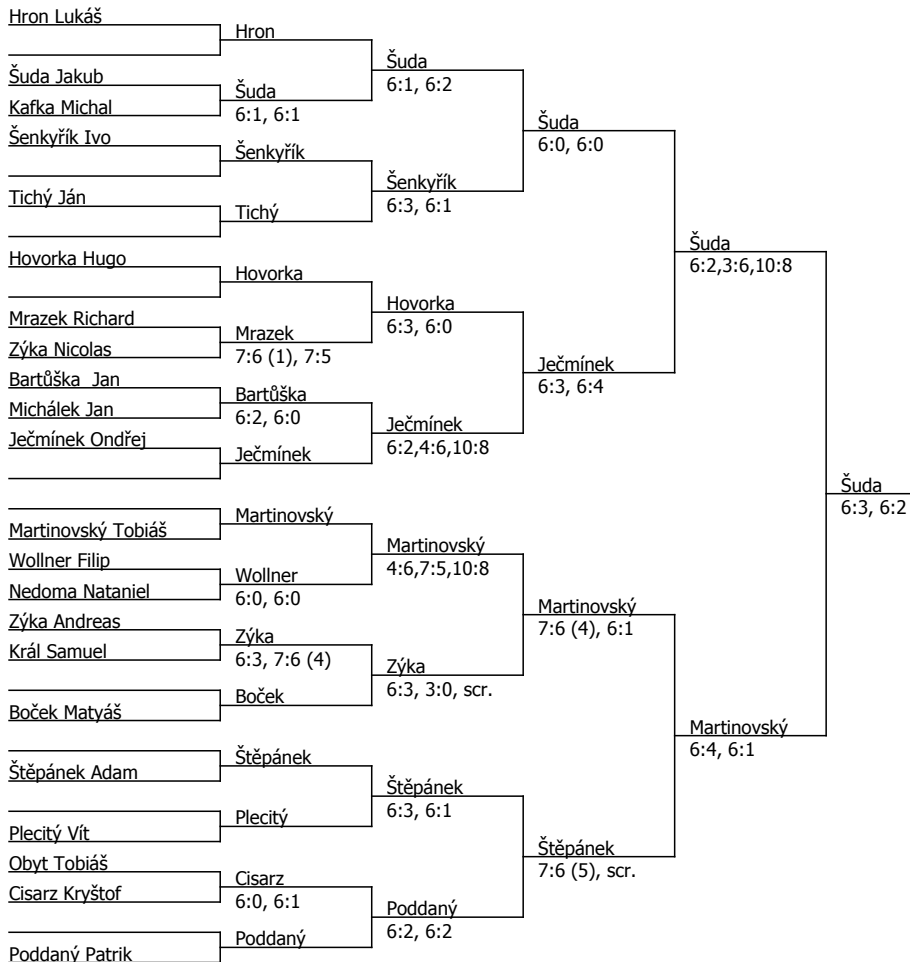 Hron Lukáš
Hron
Šuda
6:1, 6:2
Šuda Jakub
Šuda
6:1, 6:1
Kafka Michal
Šuda
6:0, 6:0
Šenkyřík Ivo
Šenkyřík
Šenkyřík
6:3, 6:1
Tichý Ján
Tichý
Šuda
6:2,3:6,10:8
Hovorka Hugo
Hovorka
Hovorka
6:3, 6:0
Mrazek Richard
Mrazek
7:6 (1), 7:5
Zýka Nicolas
Ječmínek
6:3, 6:4
Bartůška  Jan
Bartůška
6:2, 6:0
Michálek Jan
Ječmínek
6:2,4:6,10:8
Ječmínek Ondřej
Ječmínek
Šuda
6:3, 6:2
Martinovský
Martinovský Tobiáš
Martinovský
4:6,7:5,10:8
Wollner Filip
Wollner
6:0, 6:0
Nedoma Nataniel
Martinovský
7:6 (4), 6:1
Zýka Andreas
Zýka
6:3, 7:6 (4)
Král Samuel
Zýka
6:3, 3:0, scr.
Boček
Boček Matyáš
Martinovský
6:4, 6:1
Štěpánek
Štěpánek Adam
Štěpánek
6:3, 6:1
Plecitý
Plecitý Vít
Štěpánek
7:6 (5), scr.
Obyt Tobiáš
Cisarz
6:0, 6:1
Cisarz Kryštof
Poddaný
6:2, 6:2
Poddaný
Poddaný Patrik